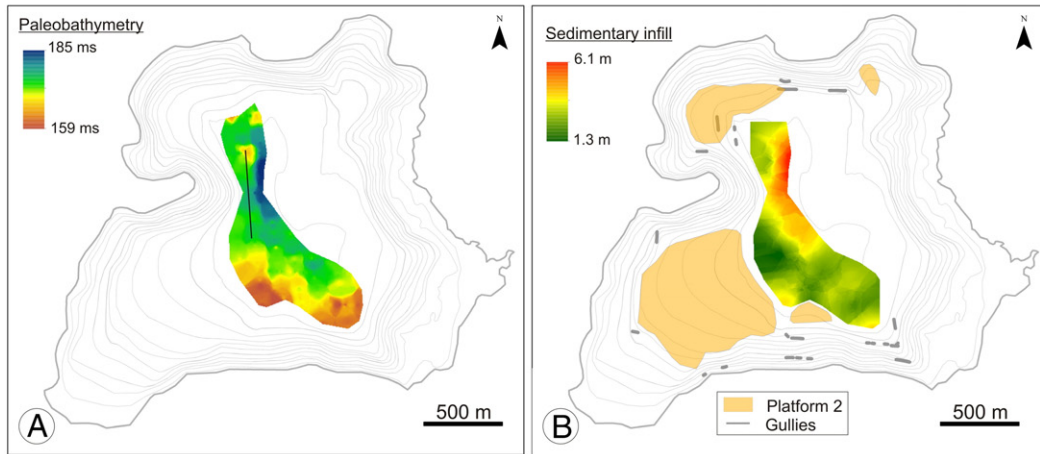 Paleobathymetry
185 ms
159 ms
N
500 m
A
Sedimentary infill
6.1 m
1.3 m
N
Platform 2
Gullies
500 m
B